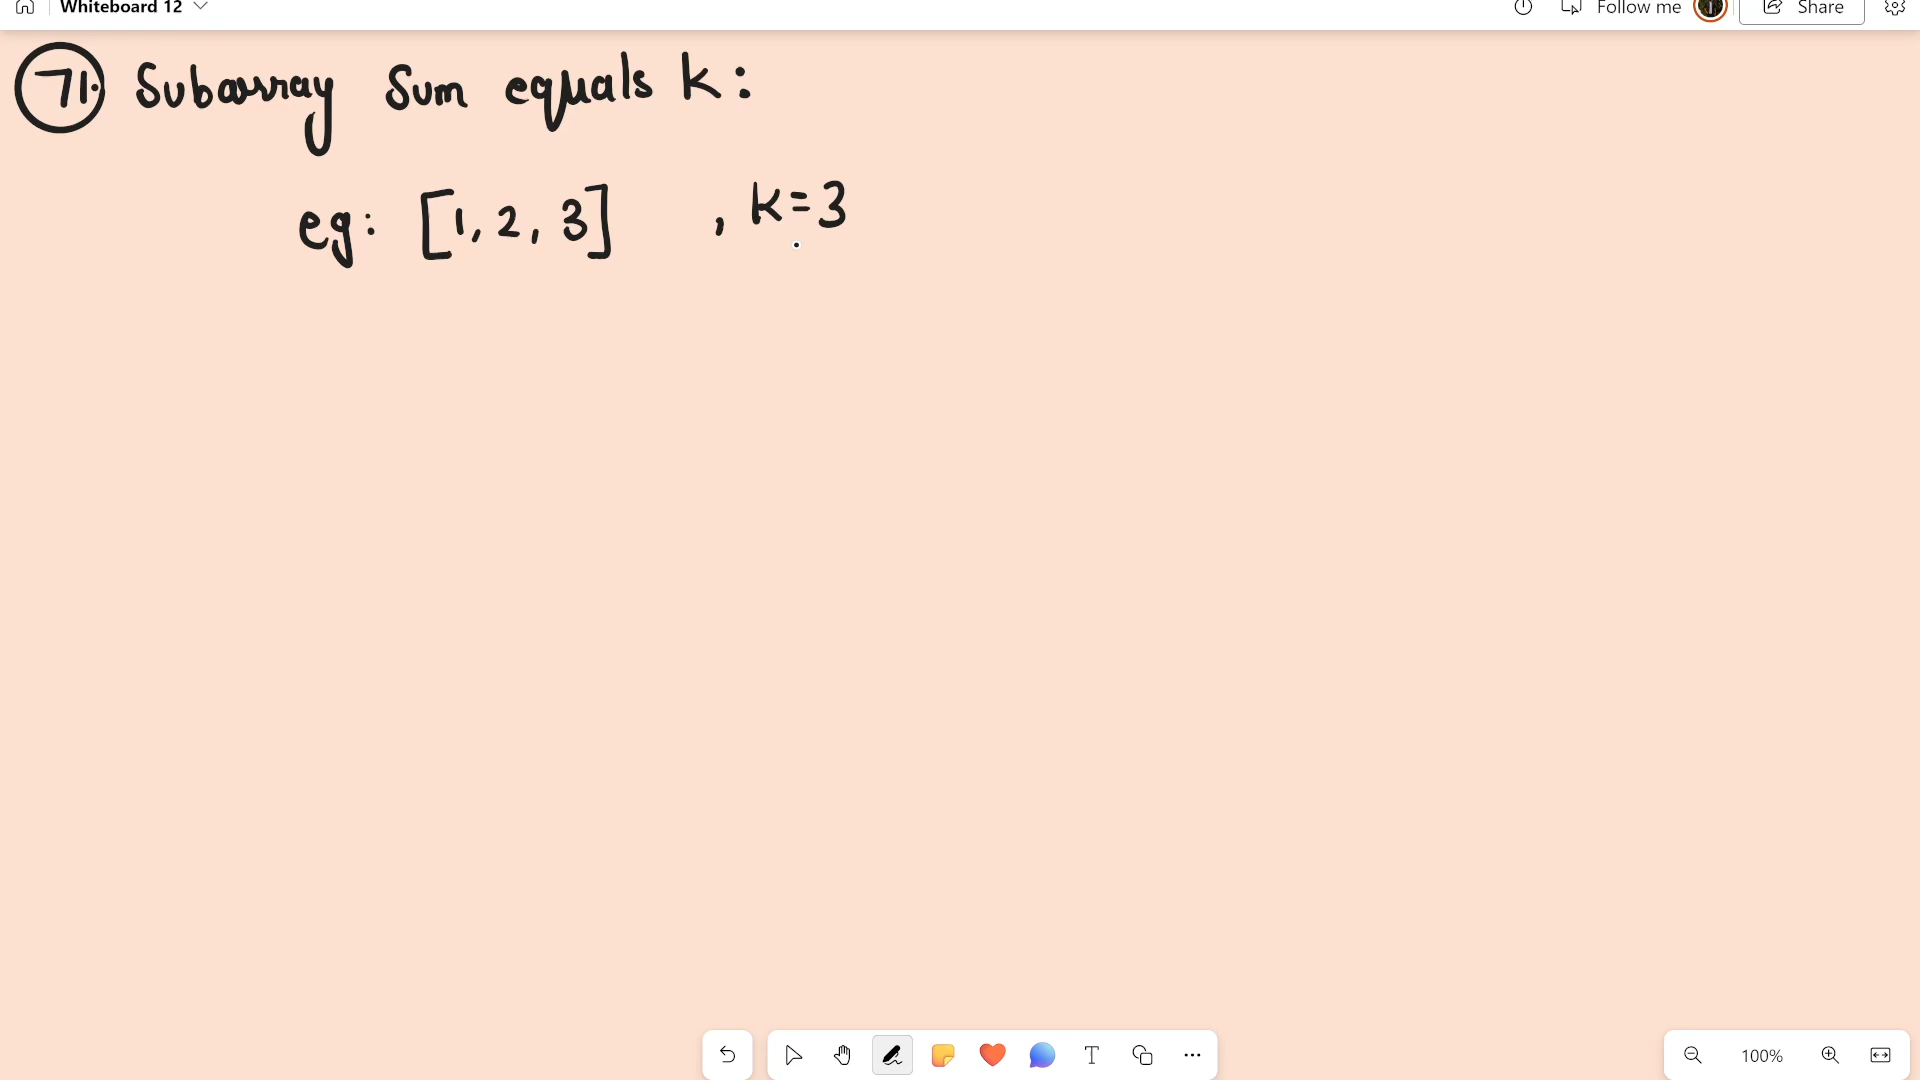 Whiteboard 12
Follow me
Share
71. Subarray Sum equals k:
eg: [1, 2, 3] , k=3
T
100%